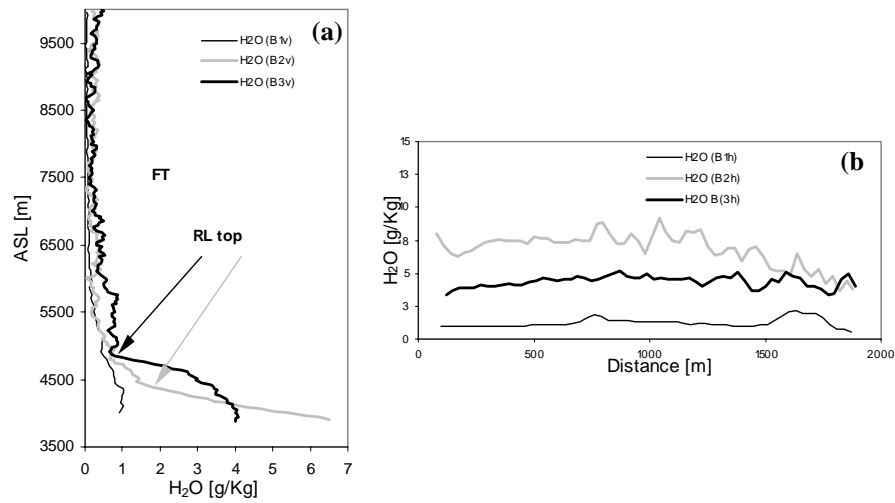 (a)
9500
8500
7500
6500
5500
4500
3500
ASL [m]
H2O (B1v)
H2O (B2v)
H2O (B3v)
FT
RL top
0 1 2 3 4 5 6 7
H₂O [g/Kg]
(b
15
13
10
8
5
3
0
H₂O [g/Kg]
H2O (B1h)
H2O (B2h)
H2O B(3h)
0 500 1000 1500 2000
Distance [m]